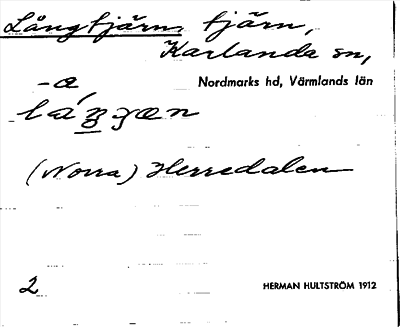 Långtjärn, tjärn,
Karlanda sn,
Nordmarks hd, Värmlands län
-a,
(Norra) Herredalen
2
HERMAN HULTSTRÖM 1912